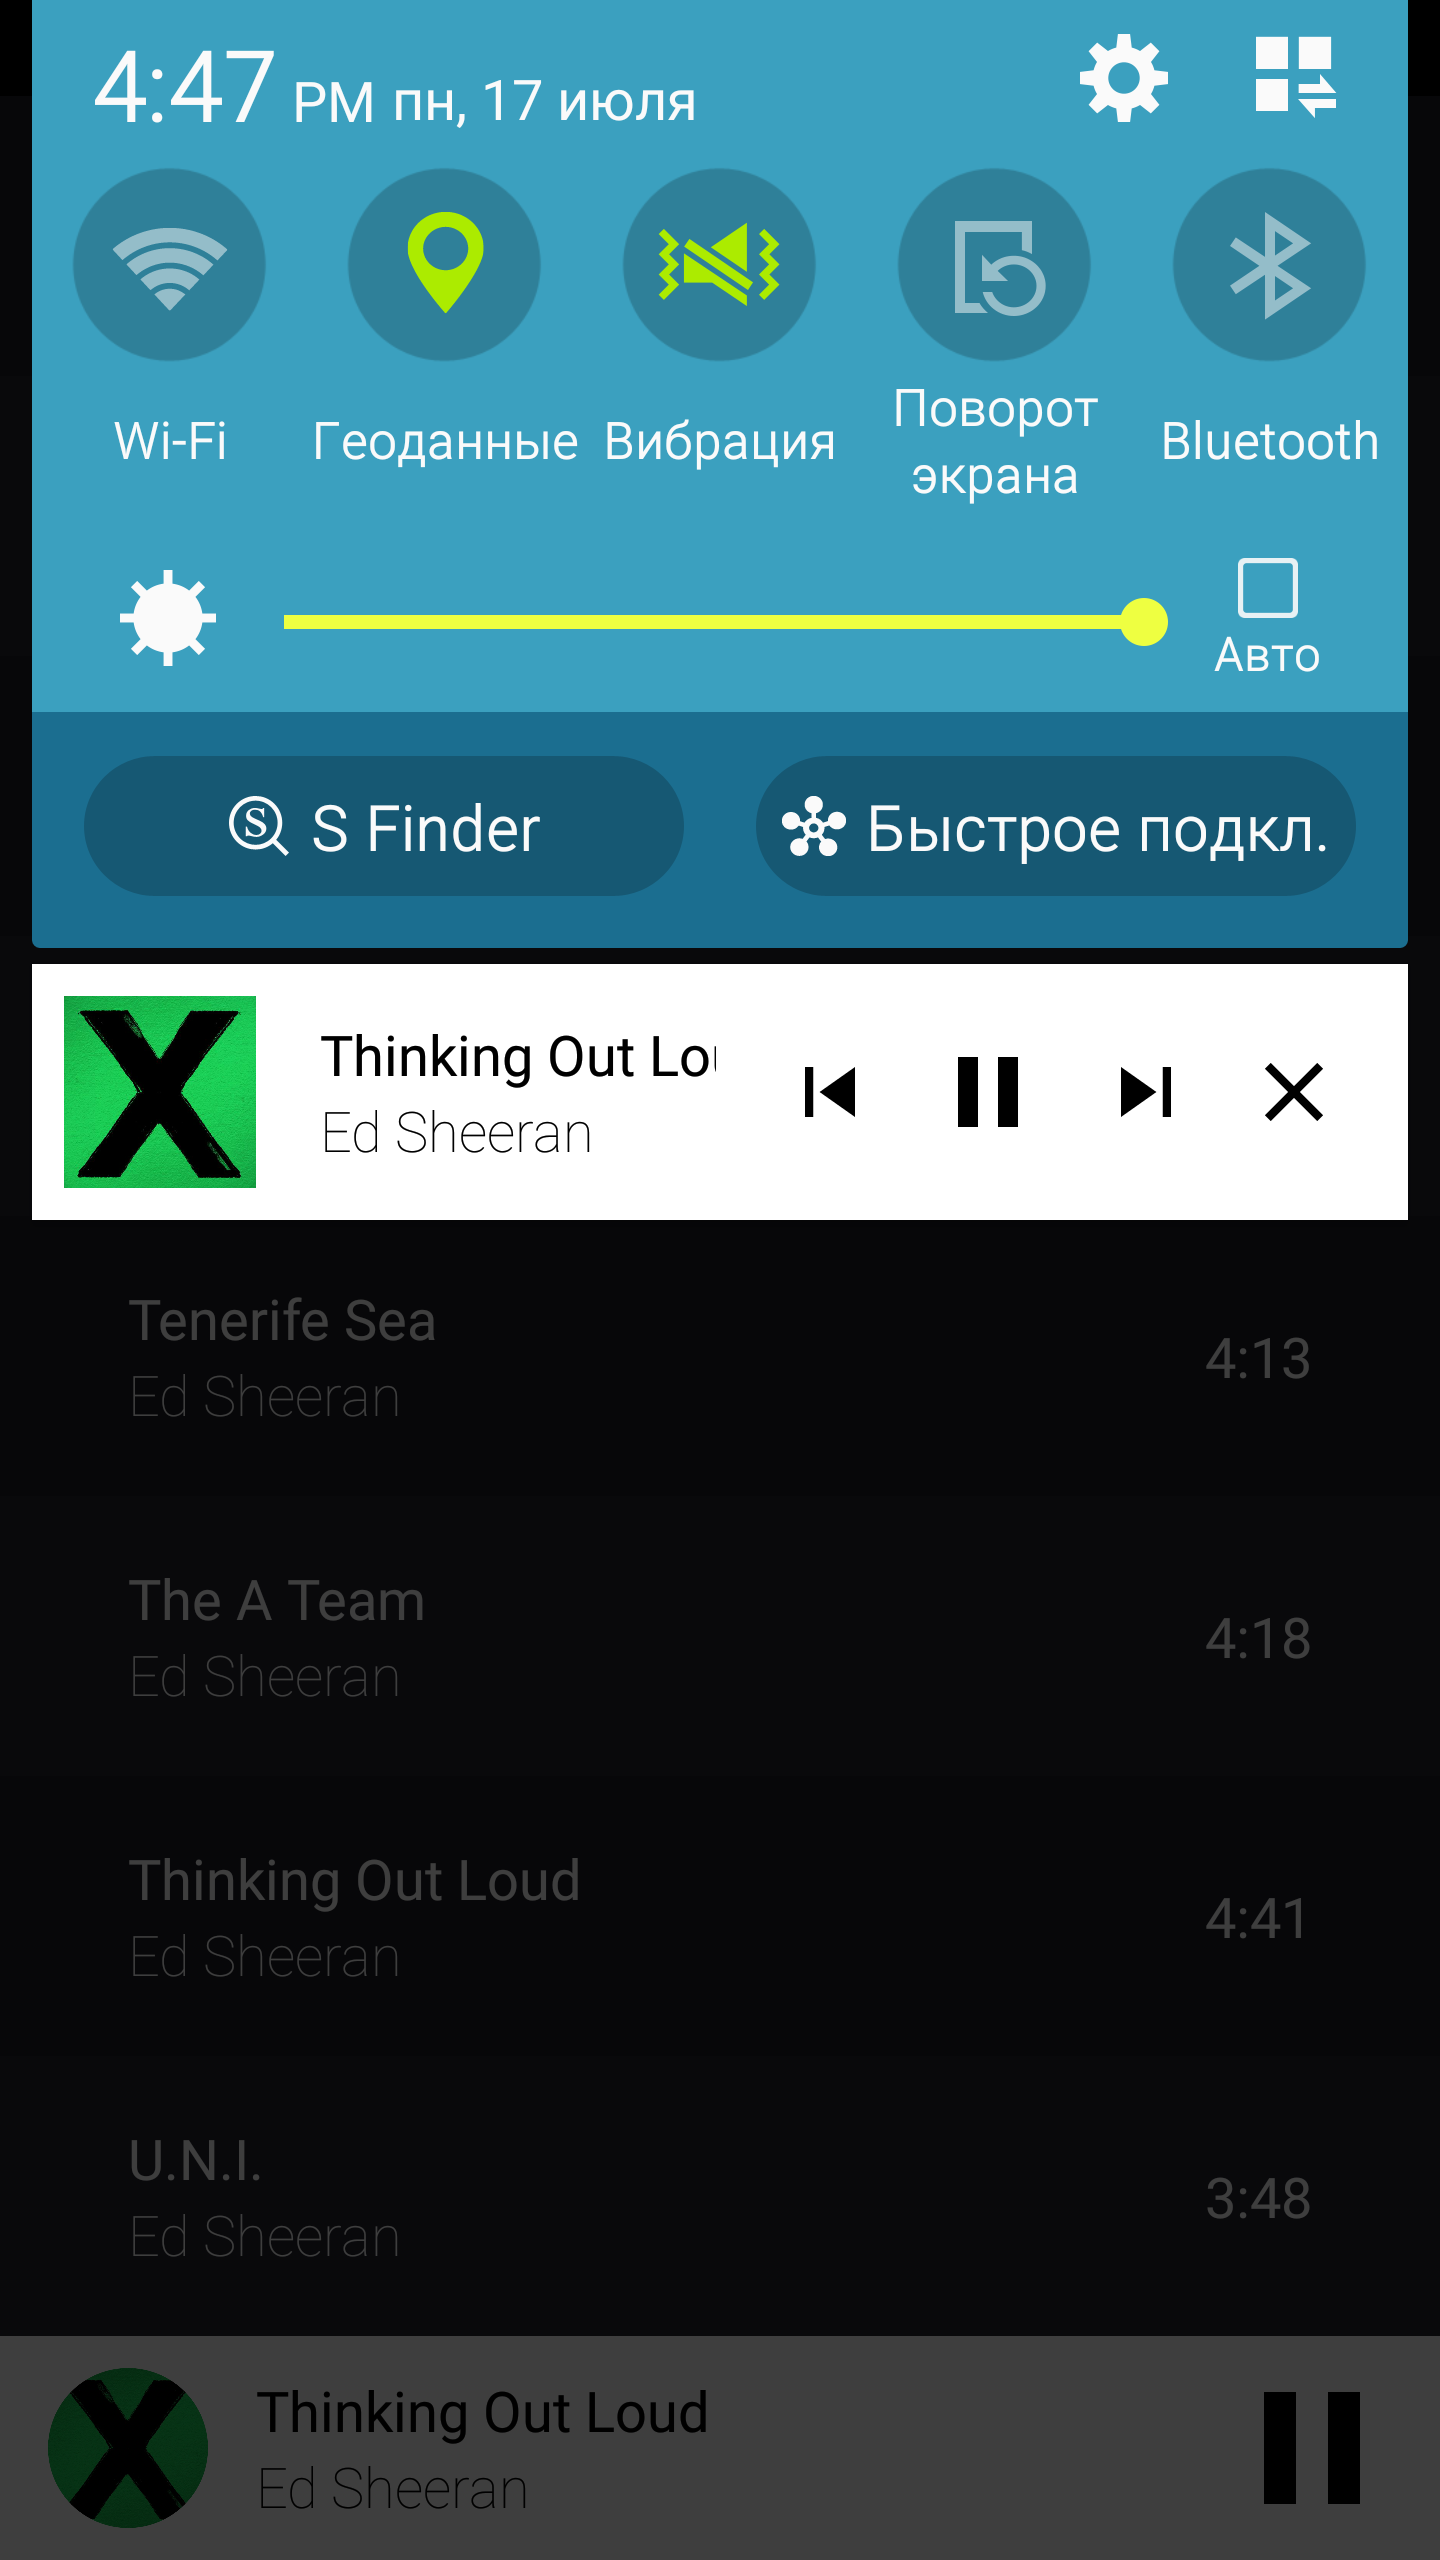 4:47 PM пн, 17 июля
Wi-Fi
Геоданные
Вибрация
Поворот
экрана
Bluetooth
Авто
S Finder
Быстрое подкл.
Thinking Out Lou
Ed Sheeran
Tenerife Sea
Ed Sheeran
4:13
The A Team
Ed Sheeran
4:18
Thinking Out Loud
Ed Sheeran
4:41
U.N.I.
Ed Sheeran
3:48
Thinking Out Loud
Ed Sheeran